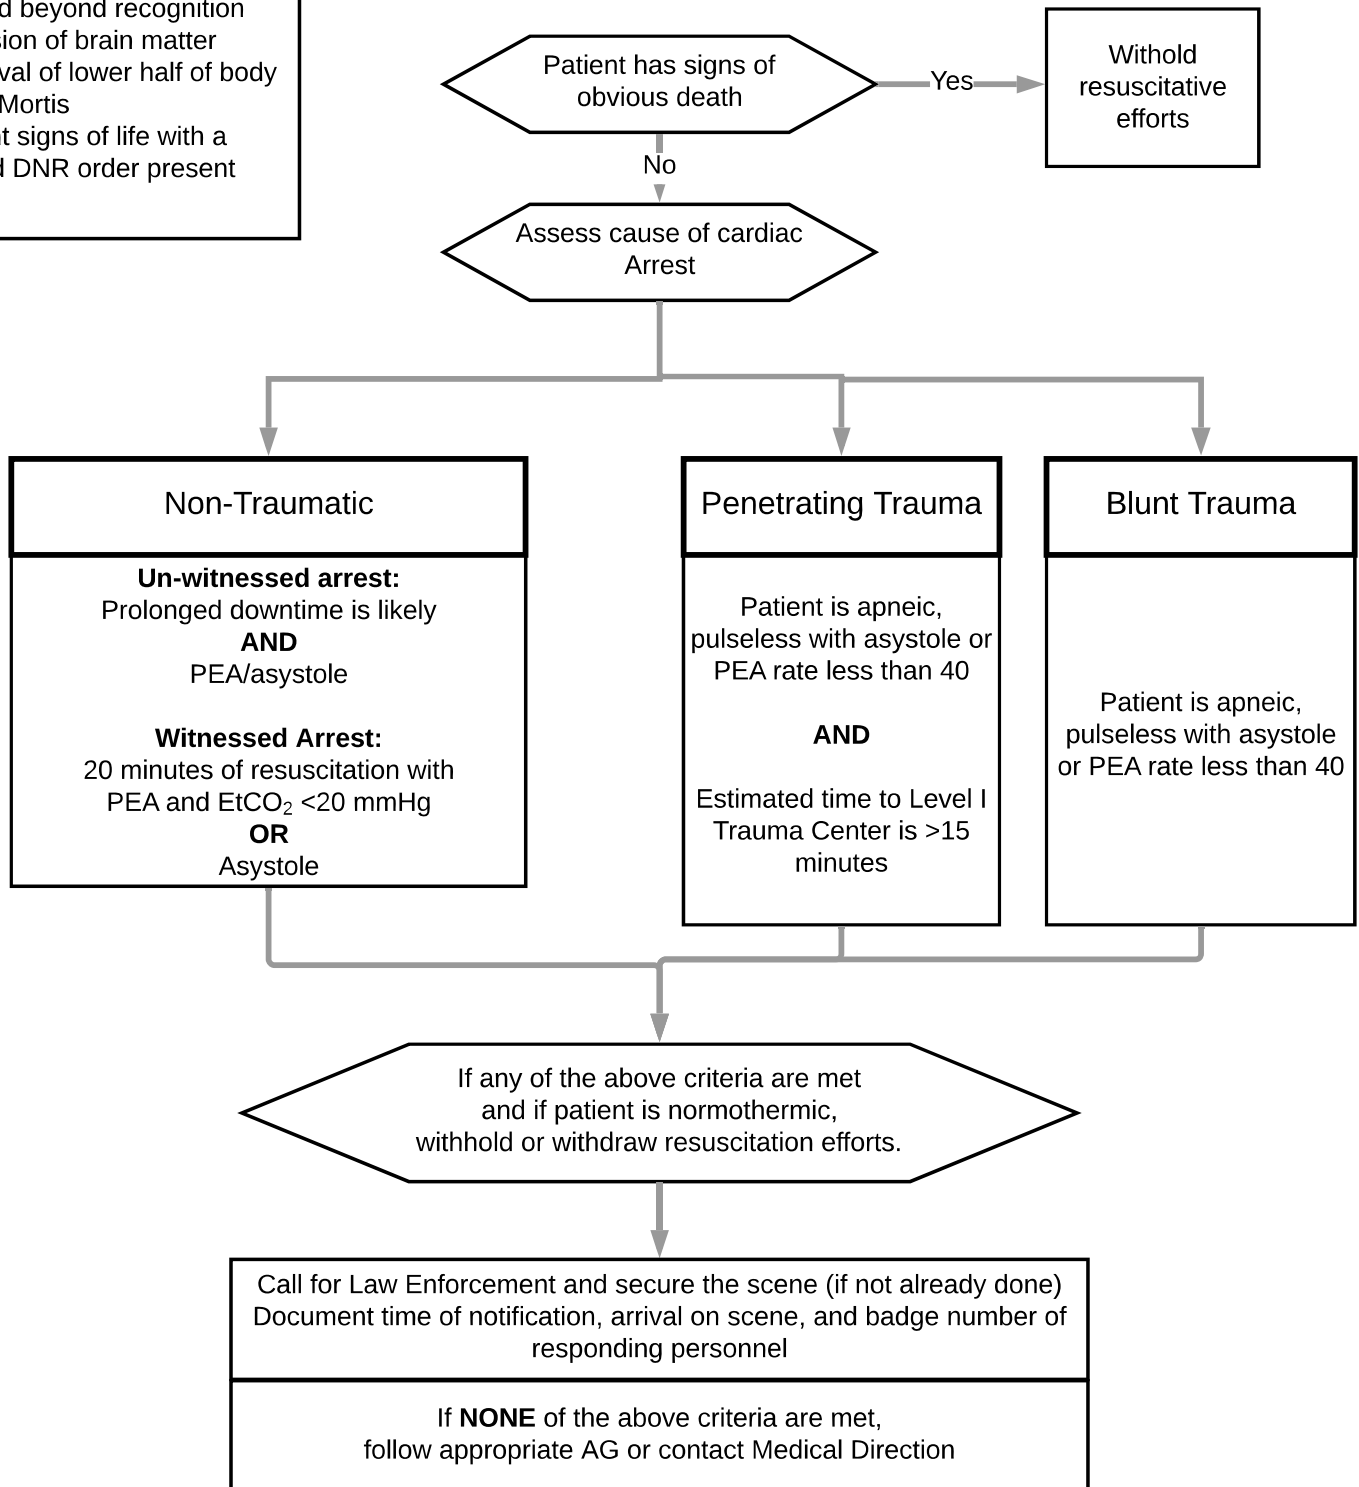 beyond recognition
of brain matter
of lower half of body
Mortis
signs of life with a
DNR order present
Patient has signs of
obvious death
Yes
Withold
resuscitative
efforts
No
Assess cause of cardiac
Arrest
Non-Traumatic
Un-witnessed arrest:
Prolonged downtime is likely
AND
PEA/asystole
Witnessed Arrest:
20 minutes of resuscitation with
PEA and EtCO₂ <20 mmHg
OR
Asystole
Penetrating Trauma
Patient is apneic,
pulseless with asystole or
PEA rate less than 40
AND
Estimated time to Level I
Trauma Center is >15
minutes
Blunt Trauma
Patient is apneic,
pulseless with asystole
or PEA rate less than 40
If any of the above criteria are met
and if patient is normothermic,
withhold or withdraw resuscitation efforts.
Call for Law Enforcement and secure the scene (if not already done)
Document time of notification, arrival on scene, and badge number of
responding personnel
If NONE of the above criteria are met,
follow appropriate AG or contact Medical Direction